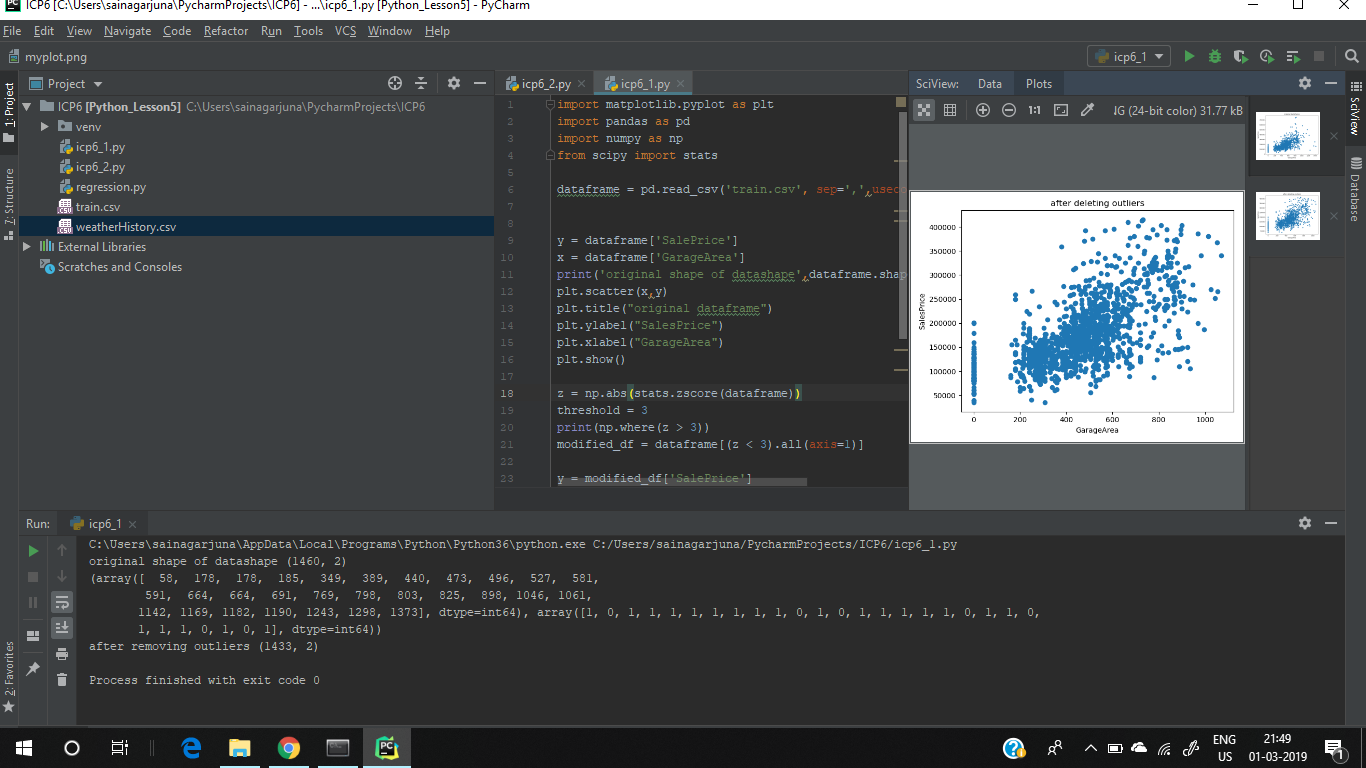 ICP6 [C:\Users\sainagarjuna\PycharmProjects\ICP6] - ...\icp6_1.py [Python_Lesson5] - PyCharm
File Edit View Navigate Code Refactor Run Tools VCS Window Help
myplot.png
icp6_1
1: Project
7: Structure
2: Favorites
Project
ICP6 [Python_Lesson5] C:\Users\sainagarjuna\PycharmProjects\ICP6
venv
icp6_1.py
icp6_2.py
regression.py
train.csv
weatherHistory.csv
External Libraries
Scratches and Consoles
icp6_2.py
icp6_1.py
1 import matplotlib.pyplot as plt
2 import pandas as pd
3 import numpy as np
4 from scipy import stats
5
6 dataframe = pd.read_csv('train.csv', sep=',',useco
7
8
9 y = dataframe['SalePrice']
10 x = dataframe['GarageArea']
11 print('original shape of datashape',dataframe.shap
12 plt.scatter(x,y)
13 plt.title("original dataframe")
14 plt.ylabel("SalesPrice")
15 plt.xlabel("GarageArea")
16 plt.show()
17
18 z = np.abs(stats.zscore(dataframe))
19 threshold = 3
20 print(np.where(z > 3))
21 modified_df = dataframe[(z < 3).all(axis=1)]
22
23 y = modified_df['SalePrice']
SciView: Data Plots
1:1
NG (24-bit color) 31.77 kB
after deleting outliers
400000
350000
300000
250000
200000
150000
100000
50000
SalesPrice
0 200 400 600 800 1000
GarageArea
SciView
Database
Run: icp6_1
C:\Users\sainagarjuna\AppData\Local\Programs\Python\Python36\python.exe C:/Users/sainagarjuna/PycharmProjects/ICP6/icp6_1.py
original shape of datashape (1460, 2)
(array([ 58, 178, 178, 185, 349, 389, 440, 473, 496, 527, 581,
591, 664, 664, 691, 769, 798, 803, 825, 898, 1046, 1061,
1142, 1169, 1182, 1190, 1243, 1298, 1373], dtype=int64), array([1, 0, 1, 1, 1, 1, 1, 1, 1, 1, 0, 1, 0, 1, 1, 1, 1, 1, 0, 1, 1, 0,
1, 1, 1, 0, 1, 0, 1], dtype=int64))
after removing outliers (1433, 2)
Process finished with exit code 0
PC
ENG
US
21:49
01-03-2019
1